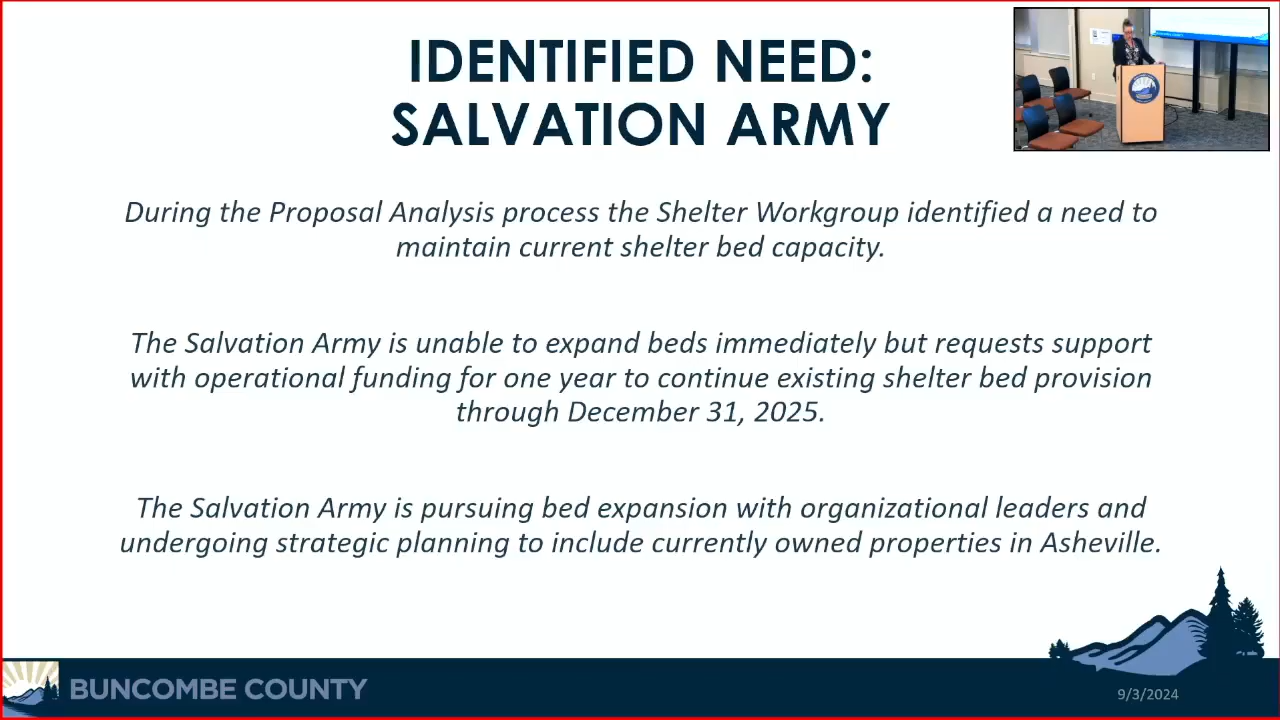 IDENTIFIED NEED:
SALVATION ARMY
During the Proposal Analysis process the Shelter Workgroup identified a need to
maintain current shelter bed capacity.
The Salvation Army is unable to expand beds immediately but requests support
with operational funding for one year to continue existing shelter bed provision
through December 31, 2025.
The Salvation Army is pursuing bed expansion with organizational leaders and
undergoing strategic planning to include currently owned properties in Asheville.
BUNCOMBE COUNTY
9/3/2024